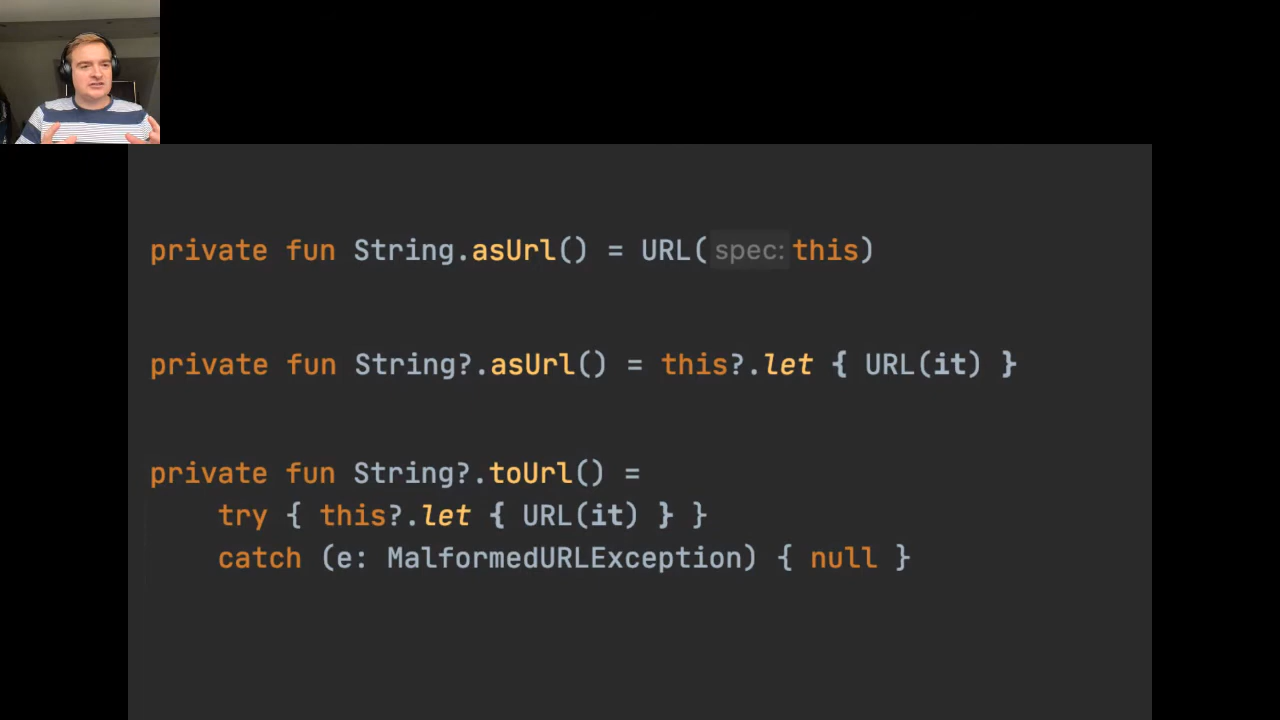 private fun String.asUrl() = URL(spec: this)
private fun String?.asUrl() = this?.let { URL(it) }
private fun String?.toUrl() =
try { this?.let { URL(it) } }
catch (e: MalformedURLException) { null }